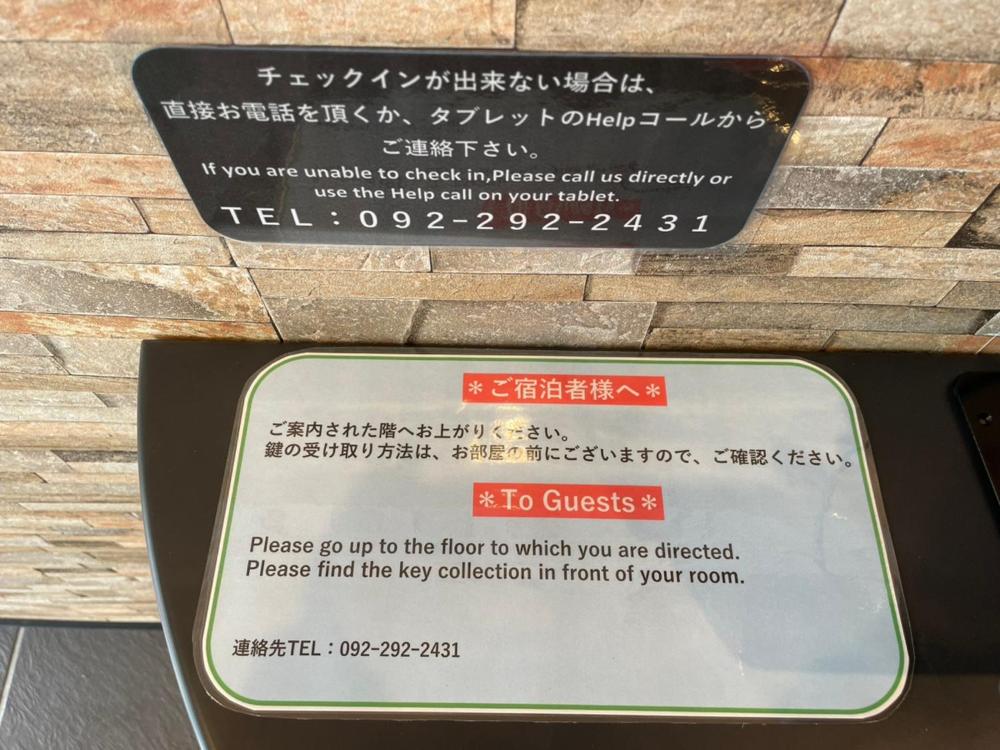 チェックインが出来ない場合は、
直接お電話を頂くか、タブレットのHelpコールから
ご連絡下さい。
If you are unable to check in,Please call us directly or
use the Help call on your tablet.
ＴＥＬ：０９２−２９２−２４３１
＊ご宿泊者様へ＊
ご案内された階へお上がりください。
鍵の受け取り方法は、お部屋の前にございますので、ご確認ください。
＊To Guests＊
Please go up to the floor to which you are directed.
Please find the key collection in front of your room.
連絡先TEL：092-292-2431